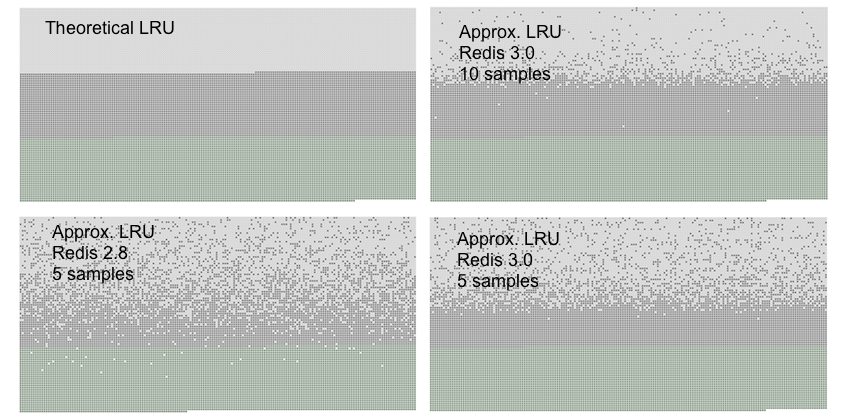 Theoretical LRU
Approx. LRU
Redis 3.0
10 samples
Approx. LRU
Redis 2.8
5 samples
Approx. LRU
Redis 3.0
5 samples